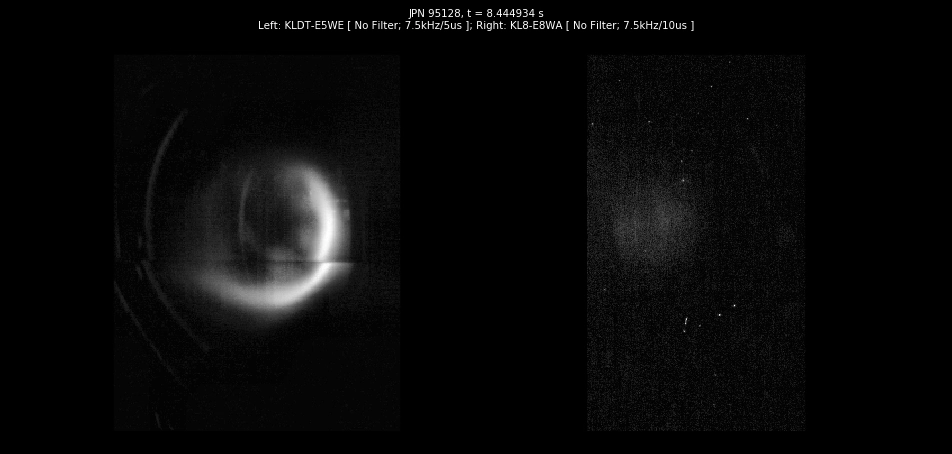 JPN 95128, t = 8.444934 s
Left: KLDT-E5WE [ No Filter; 7.5kHz/5us ]; Right: KL8-E8WA [ No Filter; 7.5kHz/10us ]